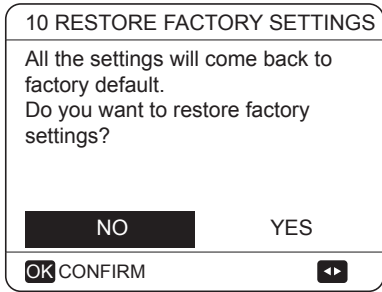 10 RESTORE FACTORY SETTINGS
All the settings will come back to
factory default.
Do you want to restore factory
settings?
NO YES
OK CONFIRM